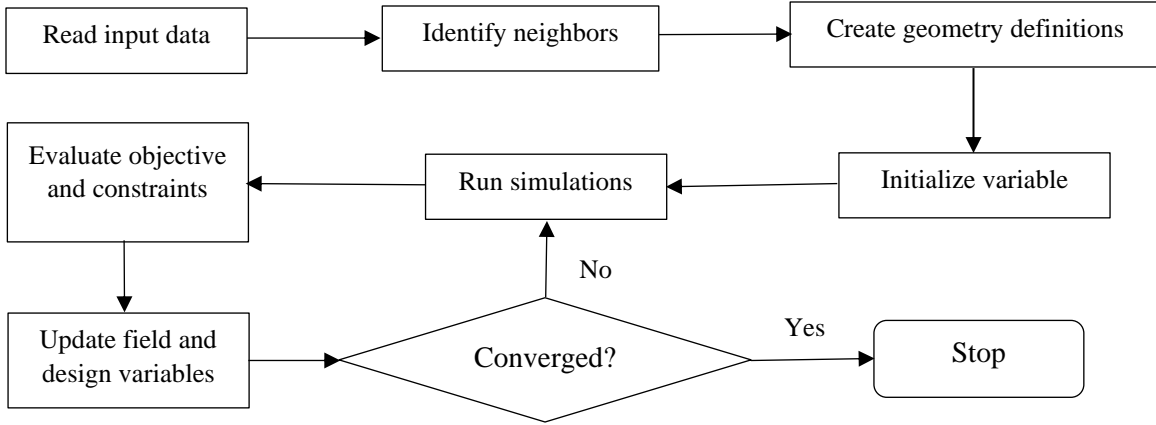 Read input data
Identify neighbors
Create geometry definitions
Initialize variable
Run simulations
Evaluate objective
and constraints
Update field and
design variables
Converged?
No
Yes
Stop